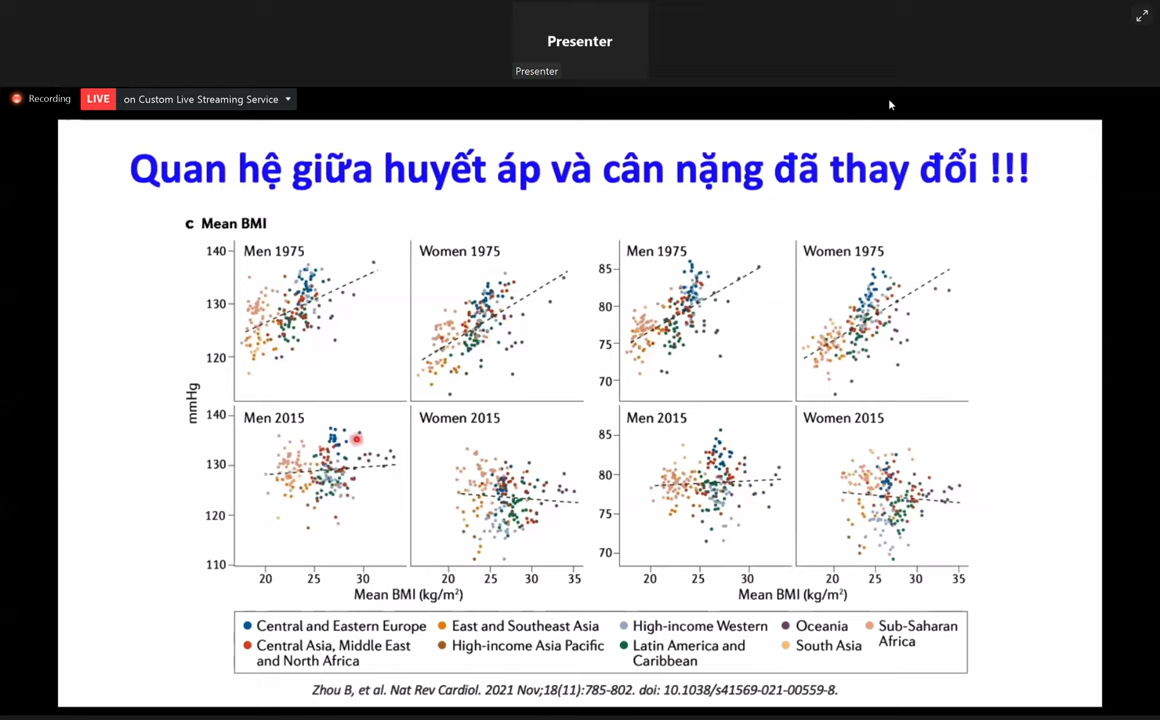 Presenter
Presenter
Recording
LIVE on Custom Live Streaming Service
Quan hệ giữa huyết áp và cân nặng đã thay đổi !!!
c Mean BMI
Men 1975
Women 1975
Men 1975
Women 1975
140
130
120
85
80
75
70
mmHg
Men 2015
Women 2015
Men 2015
Women 2015
140
130
120
110
85
80
75
70
20 25 30
20 25 30 35
20 25 30
20 25 30 35
Mean BMI (kg/m²)
Mean BMI (kg/m²)
Central and Eastern Europe
East and Southeast Asia
High-income Western
Oceania
Sub-Saharan
Africa
Central Asia, Middle East
and North Africa
High-income Asia Pacific
Latin America and
Caribbean
South Asia
Zhou B, et al. Nat Rev Cardiol. 2021 Nov;18(11):785-802. doi: 10.1038/s41569-021-00559-8.